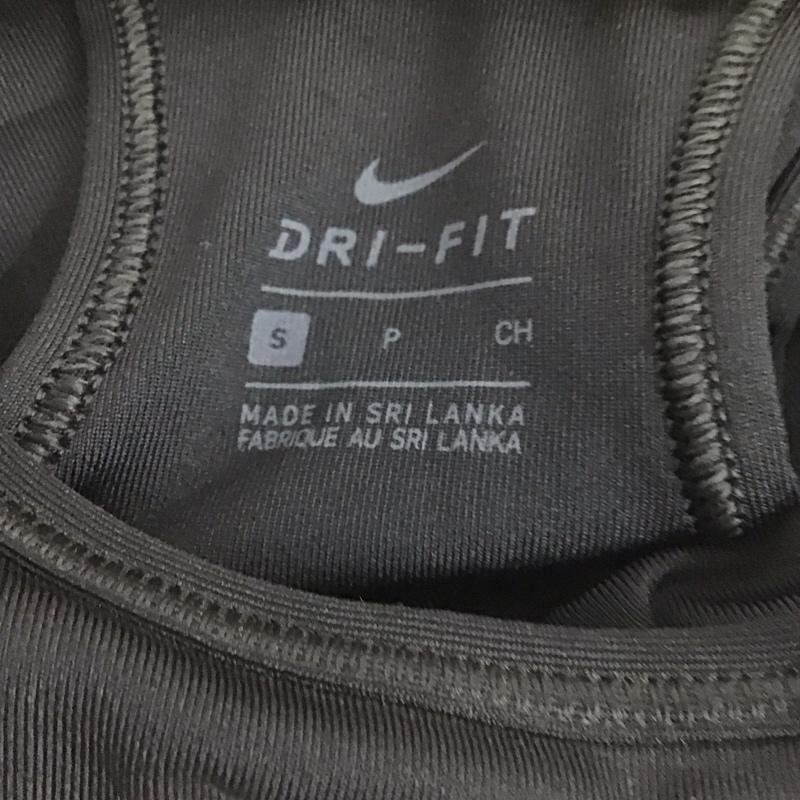 DRI-FIT
S P CH
MADE IN SRI LANKA
FABRIQUE AU SRI LANKA